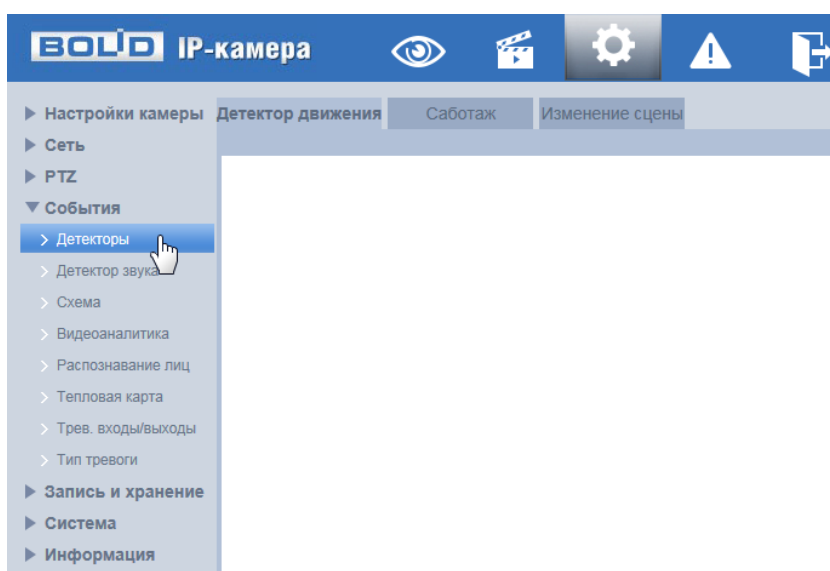 BOLID IP-камера
Настройки камеры
Сеть
PTZ
События
Детекторы
Детектор звука
Схема
Видеоаналитика
Распознавание лиц
Тепловая карта
Трев. входы/выходы
Тип тревоги
Запись и хранение
Система
Информация
Детектор движения Саботаж Изменение сцены